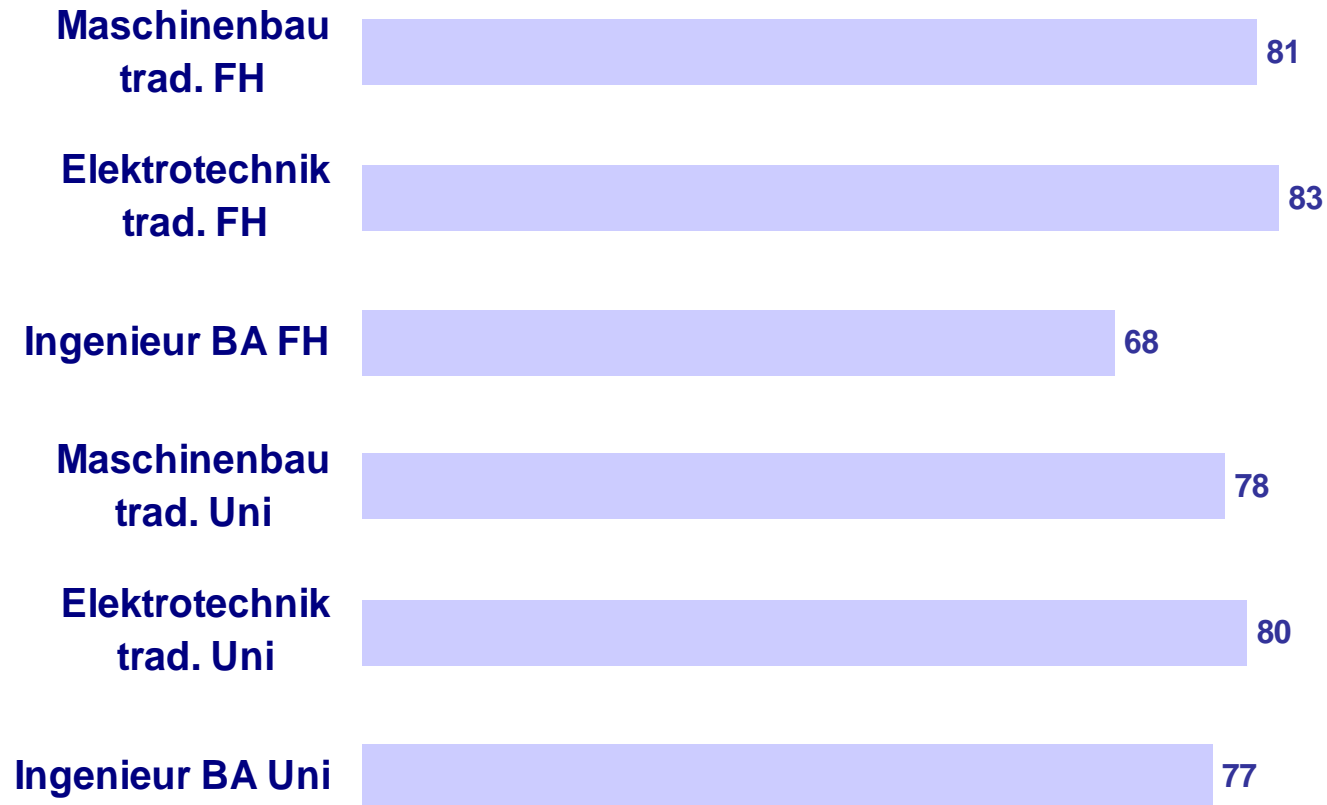 Maschinenbau
trad. FH
81
Elektrotechnik
trad. FH
83
Ingenieur BA FH
68
Maschinenbau
trad. Uni
78
Elektrotechnik
trad. Uni
80
Ingenieur BA Uni
77